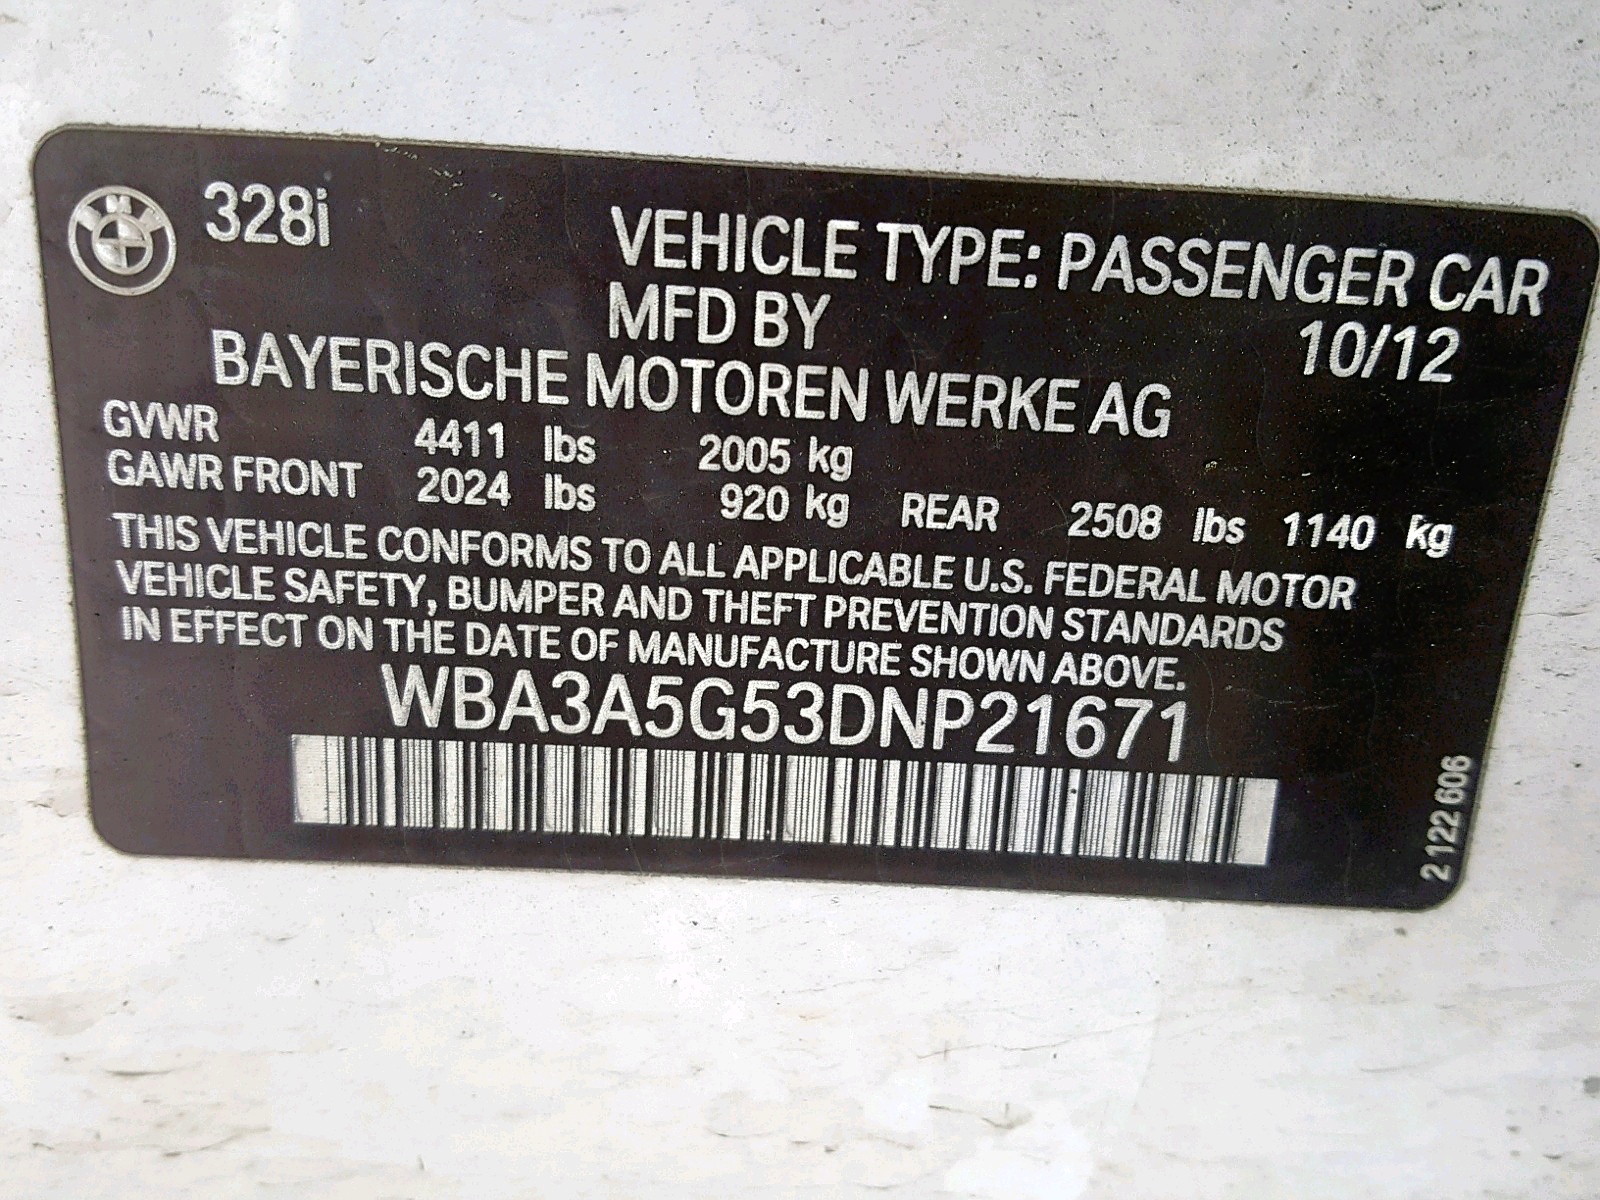 BMW
328i
VEHICLE TYPE: PASSENGER CAR
MFD BY 10/12
BAYERISCHE MOTOREN WERKE AG
GVWR 4411 lbs 2005 kg
GAWR FRONT 2024 lbs 920 kg REAR 2508 lbs 1140 kg
THIS VEHICLE CONFORMS TO ALL APPLICABLE U.S. FEDERAL MOTOR
VEHICLE SAFETY, BUMPER AND THEFT PREVENTION STANDARDS
IN EFFECT ON THE DATE OF MANUFACTURE SHOWN ABOVE.
WBA3A5G53DNP21671
2 122 606